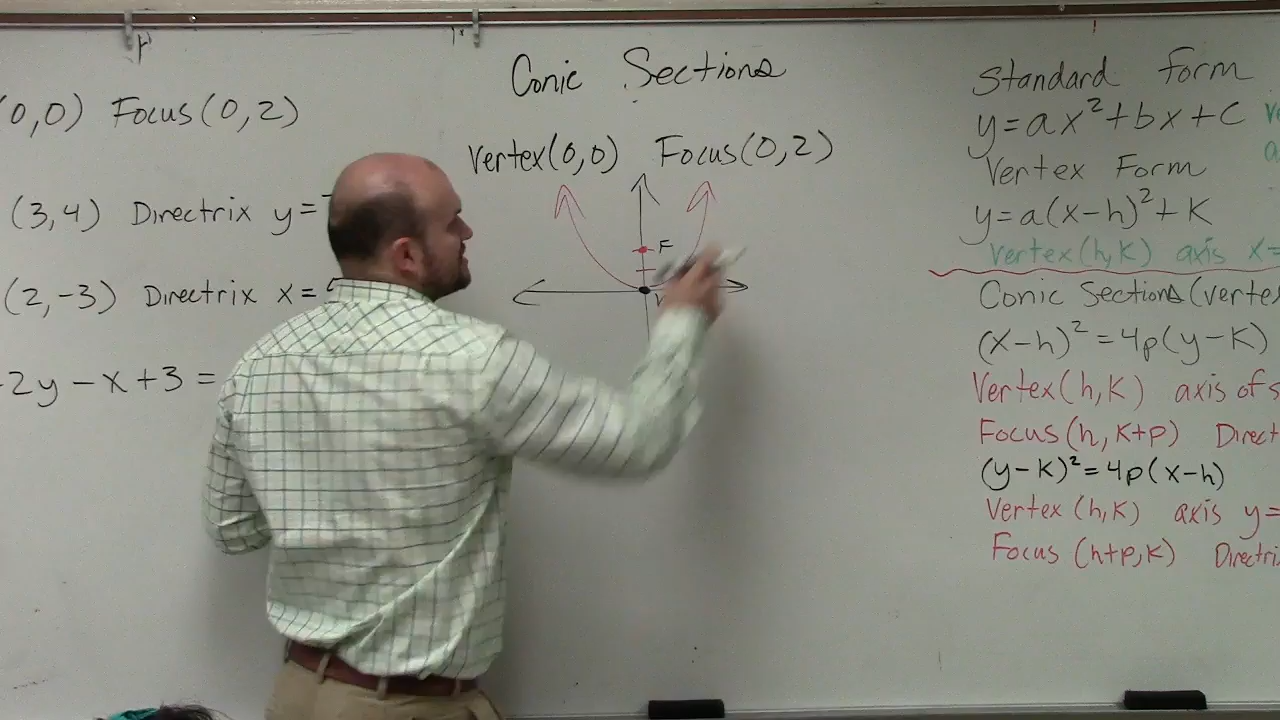 Conic Sections
(0,0) Focus(0,2)
(3,4) Directrix y=
(2,-3) Directrix x=
2y-x+3=
Vertex(0,0) Focus(0,2)
F
Standard form
y=ax²+bx+c
Vertex Form
y=a(x-h)²+K
Vertex(h,K) axis x=
Conic Sections(vertex
(x-h)²=4p(y-K)
Vertex(h,K) axis of s
Focus(h,K+p) Direct
(y-K)²=4p(x-h)
Vertex(h,K) axis y=
Focus (h+p,K) Directri